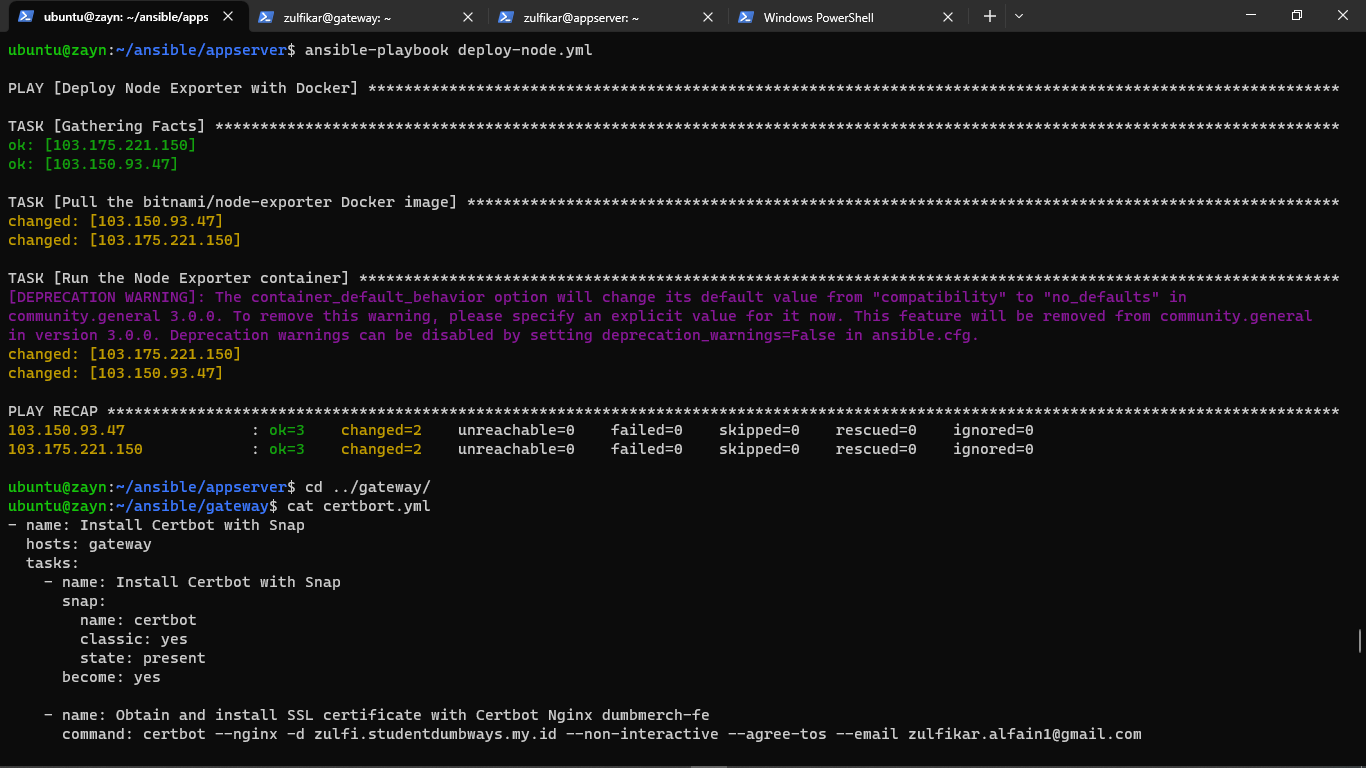 ubuntu@zayn: ~/ansible/apps
zulfikar@gateway: ~
zulfikar@appserver: ~
Windows PowerShell
ubuntu@zayn:~/ansible/appserver$ ansible-playbook deploy-node.yml
PLAY [Deploy Node Exporter with Docker] ************************************************************************************************************
TASK [Gathering Facts] *****************************************************************************************************************************
ok: [103.175.221.150]
ok: [103.150.93.47]
TASK [Pull the bitnami/node-exporter Docker image] *************************************************************************************************
changed: [103.150.93.47]
changed: [103.175.221.150]
TASK [Run the Node Exporter container] *************************************************************************************************************
[DEPRECATION WARNING]: The container_default_behavior option will change its default value from "compatibility" to "no_defaults" in
community.general 3.0.0. To remove this warning, please specify an explicit value for it now. This feature will be removed from community.general
in version 3.0.0. Deprecation warnings can be disabled by setting deprecation_warnings=False in ansible.cfg.
changed: [103.175.221.150]
changed: [103.150.93.47]
PLAY RECAP *****************************************************************************************************************************************
103.150.93.47              : ok=3    changed=2    unreachable=0    failed=0    skipped=0    rescued=0    ignored=0
103.175.221.150            : ok=3    changed=2    unreachable=0    failed=0    skipped=0    rescued=0    ignored=0
ubuntu@zayn:~/ansible/appserver$ cd ../gateway/
ubuntu@zayn:~/ansible/gateway$ cat certbort.yml
- name: Install Certbot with Snap
  hosts: gateway
  tasks:
    - name: Install Certbot with Snap
      snap:
        name: certbot
        classic: yes
        state: present
      become: yes
    - name: Obtain and install SSL certificate with Certbot Nginx dumbmerch-fe
      command: certbot --nginx -d zulfi.studentdumbways.my.id --non-interactive --agree-tos --email zulfikar.alfain1@gmail.com